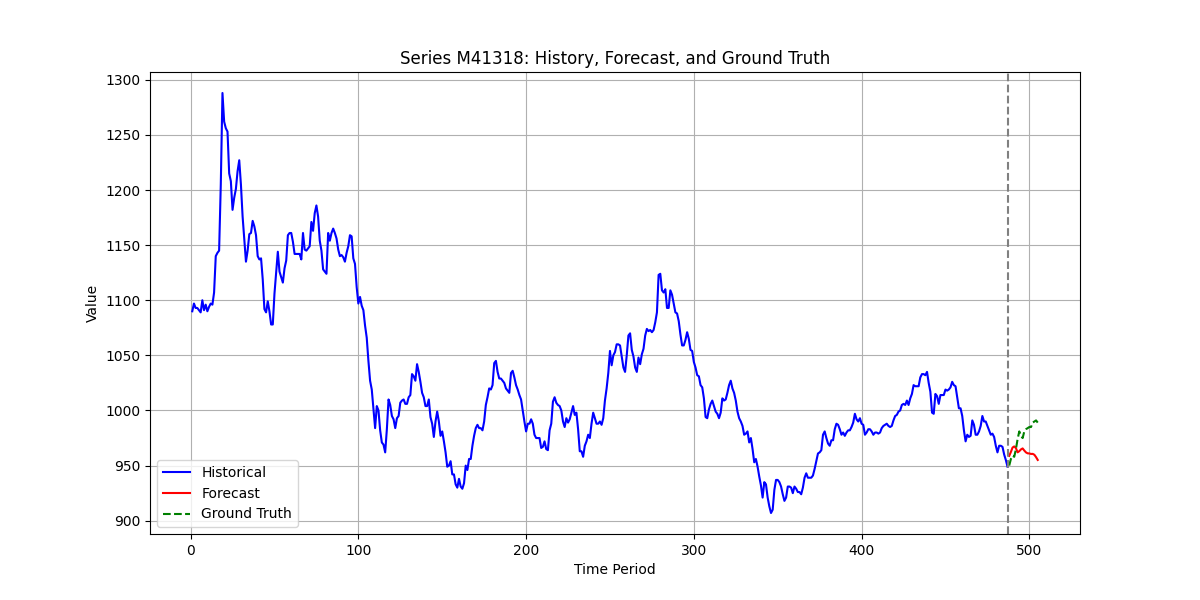 Series M41318: History, Forecast, and Ground Truth
1300
1250
1200
1150
1100
1050
1000
950
900
Value
Historical
Forecast
Ground Truth
0 100 200 300 400 500
Time Period